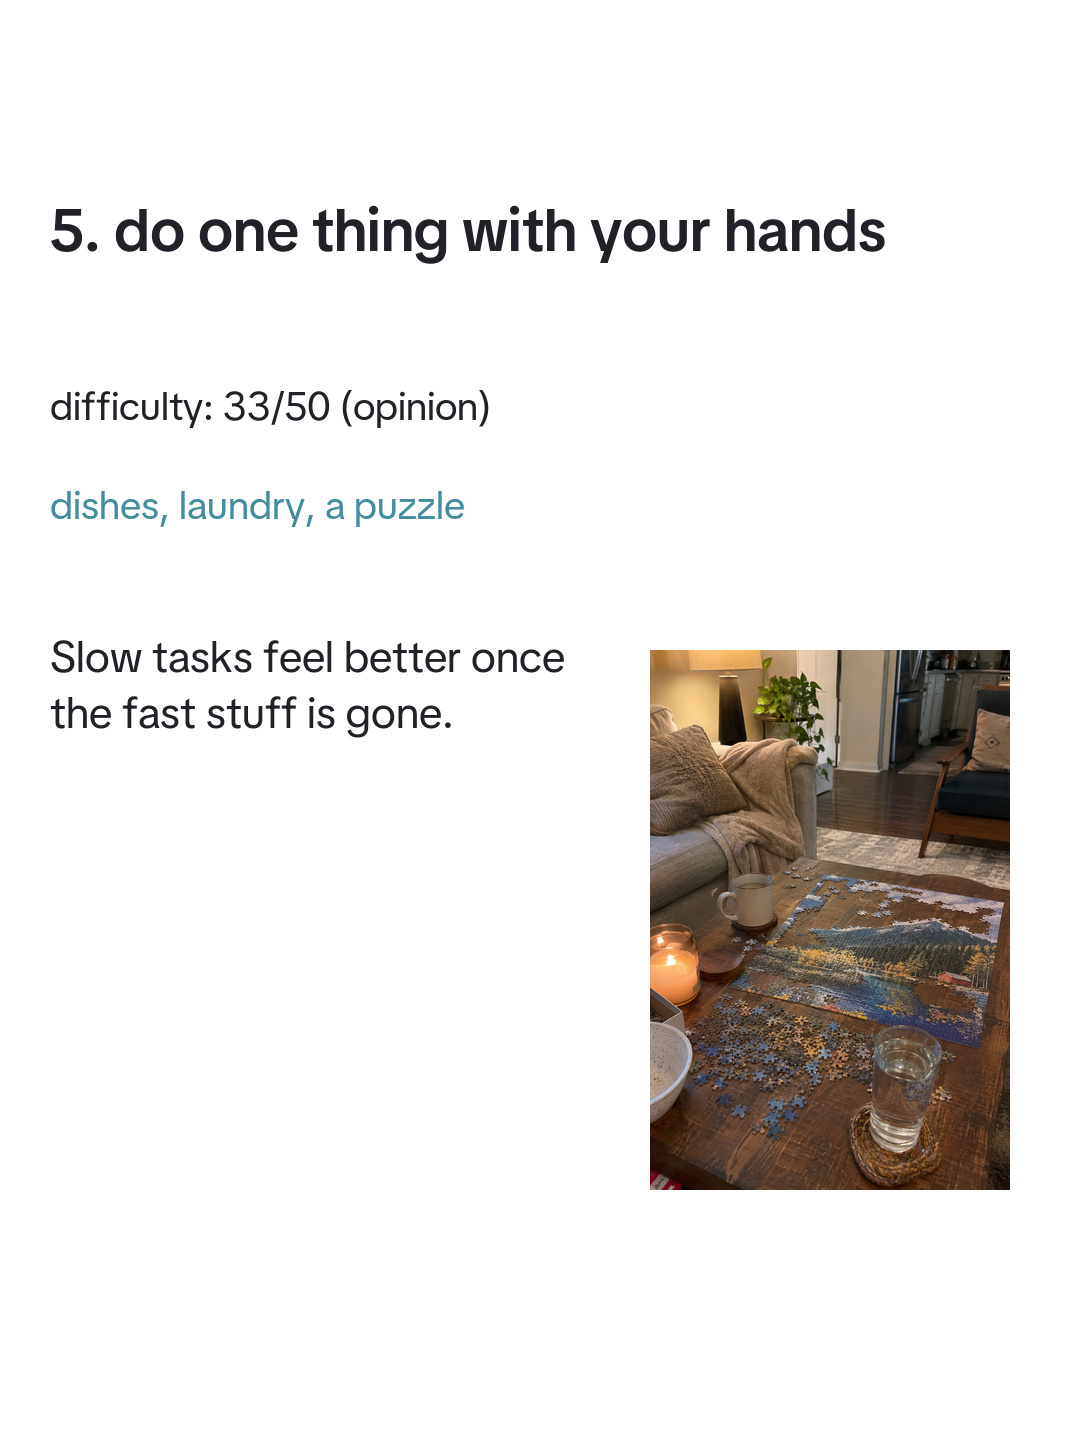 5. do one thing with your hands
difficulty: 33/50 (opinion)
dishes, laundry, a puzzle
Slow tasks feel better once
the fast stuff is gone.